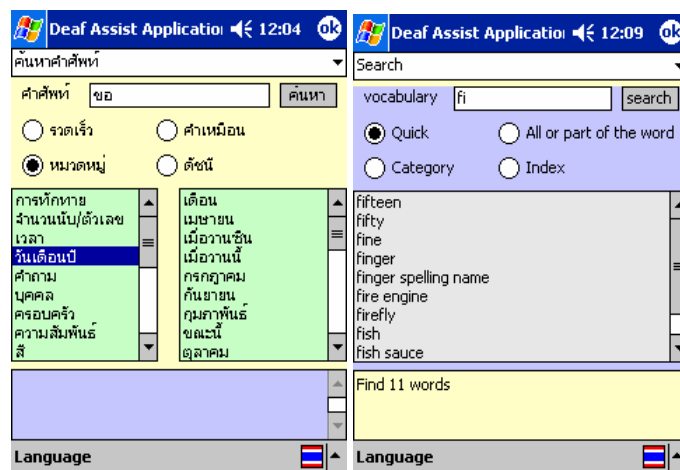 Deaf Assist Applicatio 12:04 ok
ค้นหาคำศัพท์
คำศัพท์ ขอ ค้นหา
รวดเร็ว คำเหมือน
หมวดหมู่ ดัชนี
การทักทาย
จำนวนนับ/ตัวเลข
เวลา
วันเดือนปี
คำถาม
บุคคล
ครอบครัว
ความสัมพันธ์
สี
เดือน
เมษายน
เมื่อวานซืน
เมื่อวานนี้
กรกฎาคม
กันยายน
กุมภาพันธ์
ขณะนี้
ตุลาคม
Language
Deaf Assist Applicatio 12:09 ok
Search
vocabulary fi search
Quick All or part of the word
Category Index
fifteen
fifty
fine
finger
finger spelling name
fire engine
firefly
fish
fish sauce
Find 11 words
Language